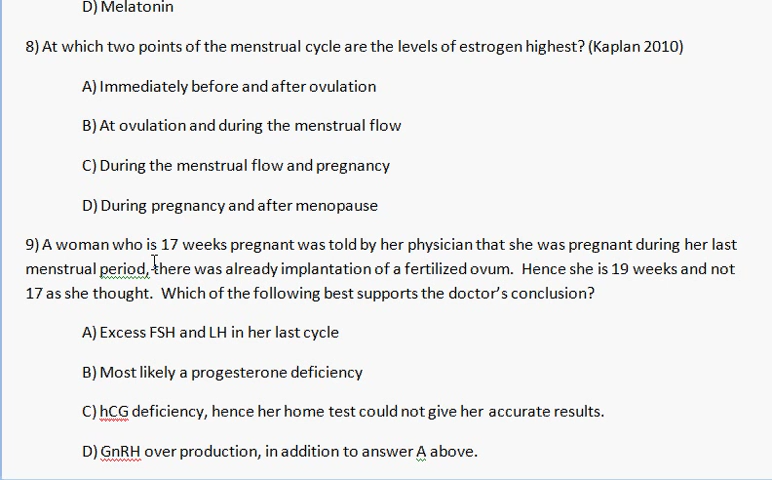 D) Melatonin
8) At which two points of the menstrual cycle are the levels of estrogen highest? (Kaplan 2010)
A) Immediately before and after ovulation
B) At ovulation and during the menstrual flow
C) During the menstrual flow and pregnancy
D) During pregnancy and after menopause
9) A woman who is 17 weeks pregnant was told by her physician that she was pregnant during her last
menstrual period, there was already implantation of a fertilized ovum. Hence she is 19 weeks and not
17 as she thought. Which of the following best supports the doctor's conclusion?
A) Excess FSH and LH in her last cycle
B) Most likely a progesterone deficiency
C) hCG deficiency, hence her home test could not give her accurate results.
D) GnRH over production, in addition to answer A above.